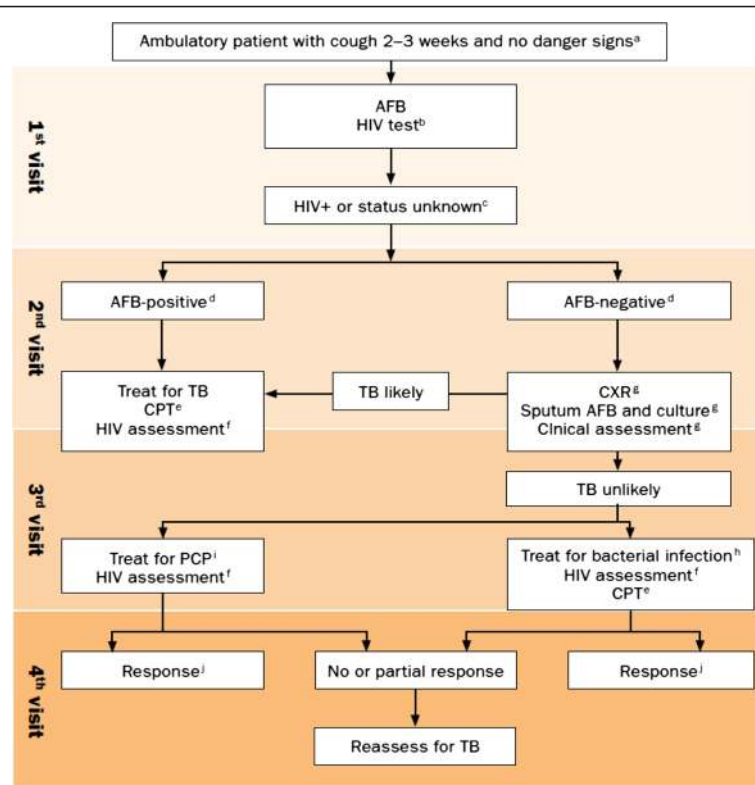 Ambulatory patient with cough 2–3 weeks and no danger signsᵃ
1st visit
AFB
HIV testᵇ
HIV+ or status unknownᶜ
2nd visit
AFB-positiveᵈ
AFB-negativeᵈ
Treat for TB
CPTᵉ
HIV assessmentᶠ
TB likely
CXRᵍ
Sputum AFB and cultureᵍ
Clnical assessmentᵍ
3rd visit
TB unlikely
Treat for PCPⁱ
HIV assessmentᶠ
Treat for bacterial infectionʰ
HIV assessmentᶠ
CPTᵉ
4th visit
Responseʲ
No or partial response
Responseʲ
Reassess for TB